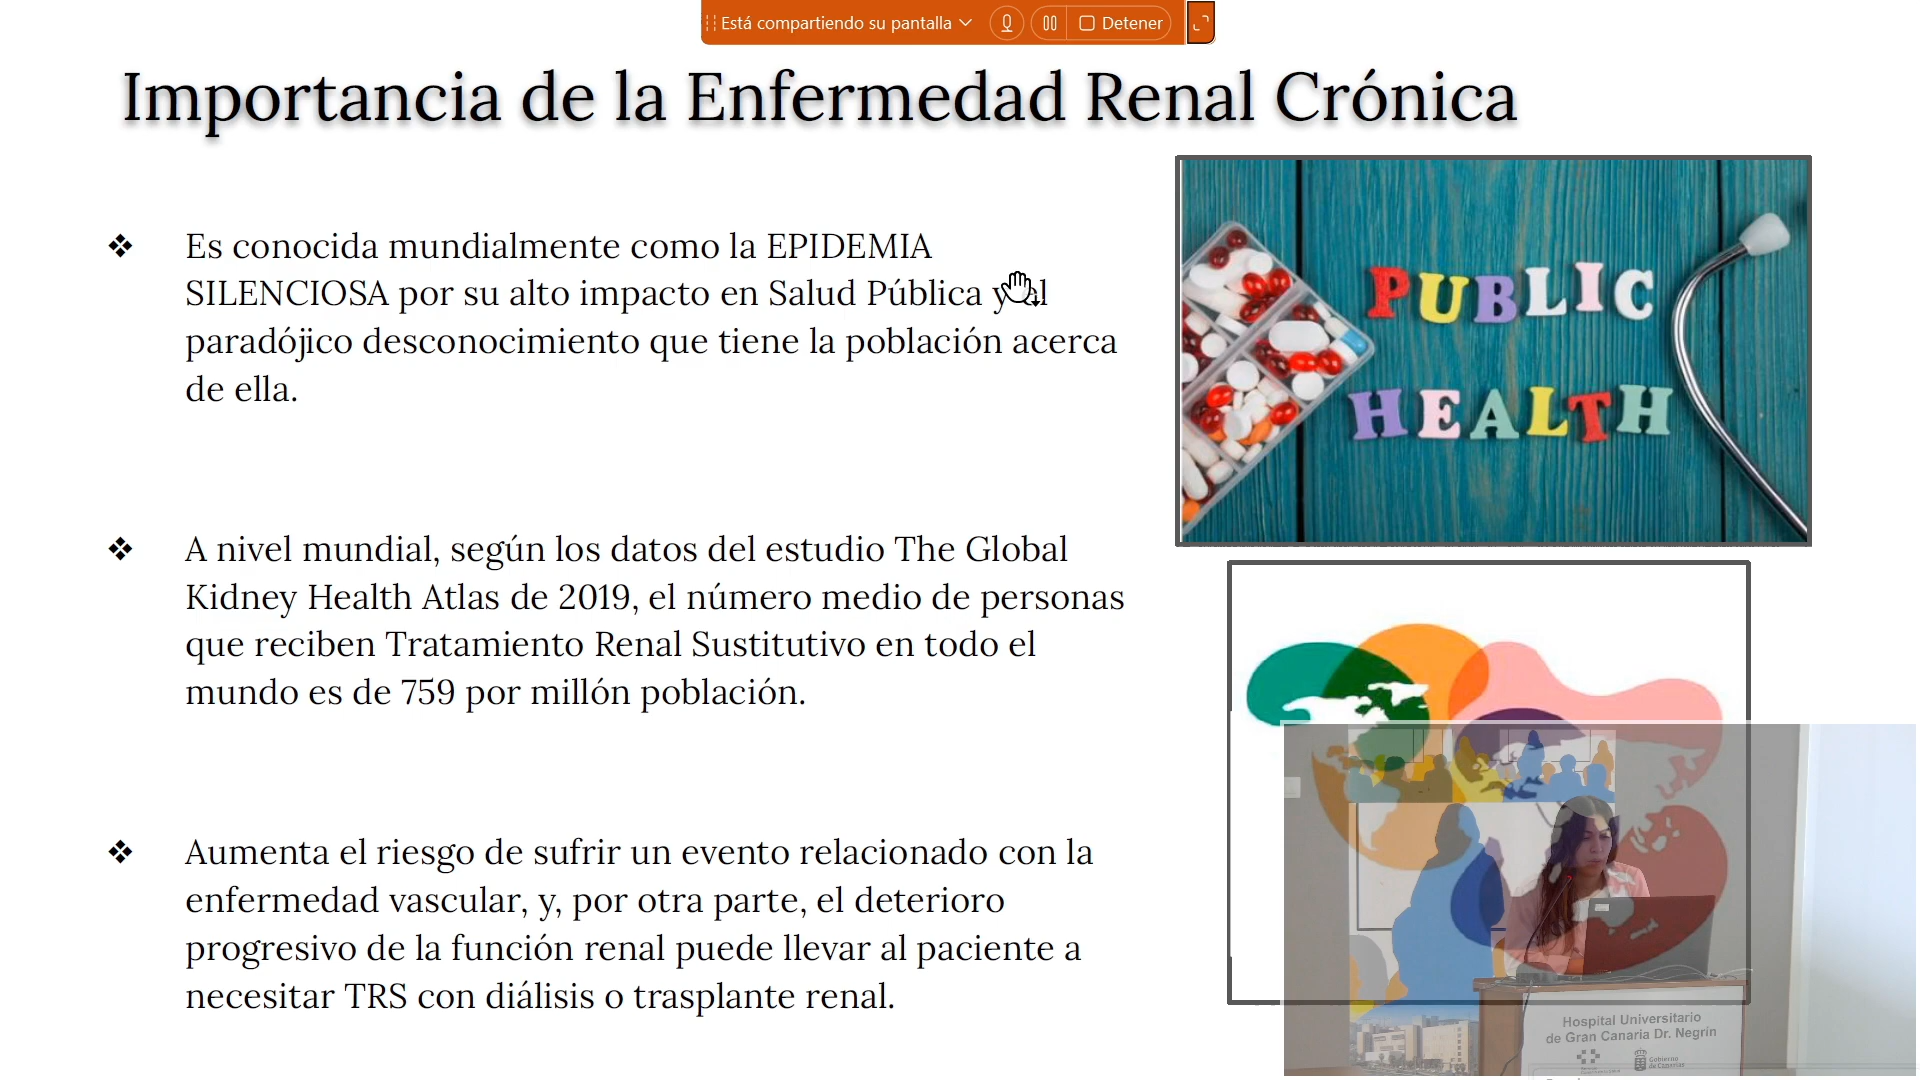 Está compartiendo su pantalla
Detener
Importancia de la Enfermedad Renal Crónica
❖ Es conocida mundialmente como la EPIDEMIA
SILENCIOSA por su alto impacto en Salud Pública y el
paradójico desconocimiento que tiene la población acerca
de ella.
❖ A nivel mundial, según los datos del estudio The Global
Kidney Health Atlas de 2019, el número medio de personas
que reciben Tratamiento Renal Sustitutivo en todo el
mundo es de 759 por millón población.
❖ Aumenta el riesgo de sufrir un evento relacionado con la
enfermedad vascular, y, por otra parte, el deterioro
progresivo de la función renal puede llevar al paciente a
necesitar TRS con diálisis o trasplante renal.
PUBLIC
HEALTH
Hospital Universitario
de Gran Canaria Dr. Negrín
Gobierno
de Canarias